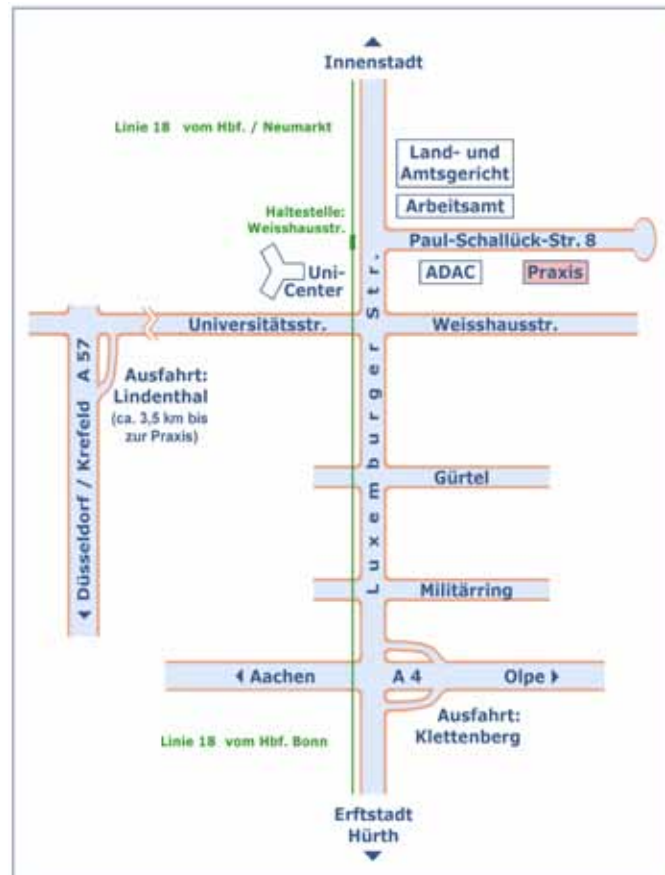 Innenstadt
Linie 18 vom Hbf. / Neumarkt
Land- und
Amtsgericht
Arbeitsamt
Haltestelle:
Weisshausstr.
Paul-Schallück-Str. 8
Uni-
Center
ADAC
Praxis
Universitätsstr.
Weisshausstr.
Luxemburger Str.
Düsseldorf / Krefeld A 57
Ausfahrt:
Lindenthal
(ca. 3,5 km bis
zur Praxis)
Gürtel
Militärring
Aachen
A 4
Olpe
Ausfahrt:
Klettenberg
Linie 18 vom Hbf. Bonn
Erftstadt
Hürth